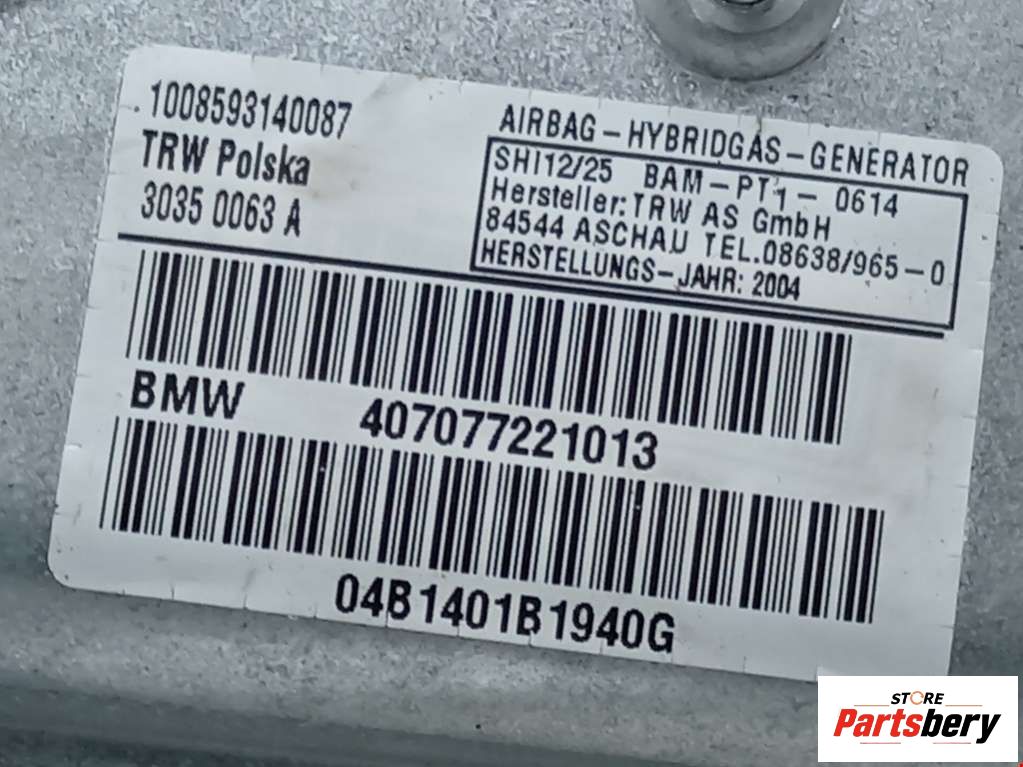 1008593140087
TRW Polska
3035 0063 A
AIRBAG-HYBRIDGAS-GENERATOR
SHI12/25 BAM-PT1-0614
Hersteller: TRW AS GmbH
84544 ASCHAU TEL.08638/965-0
HERSTELLUNGS-JAHR: 2004
BMW 407077221013
04B1401B1940G
STORE
Partsbery